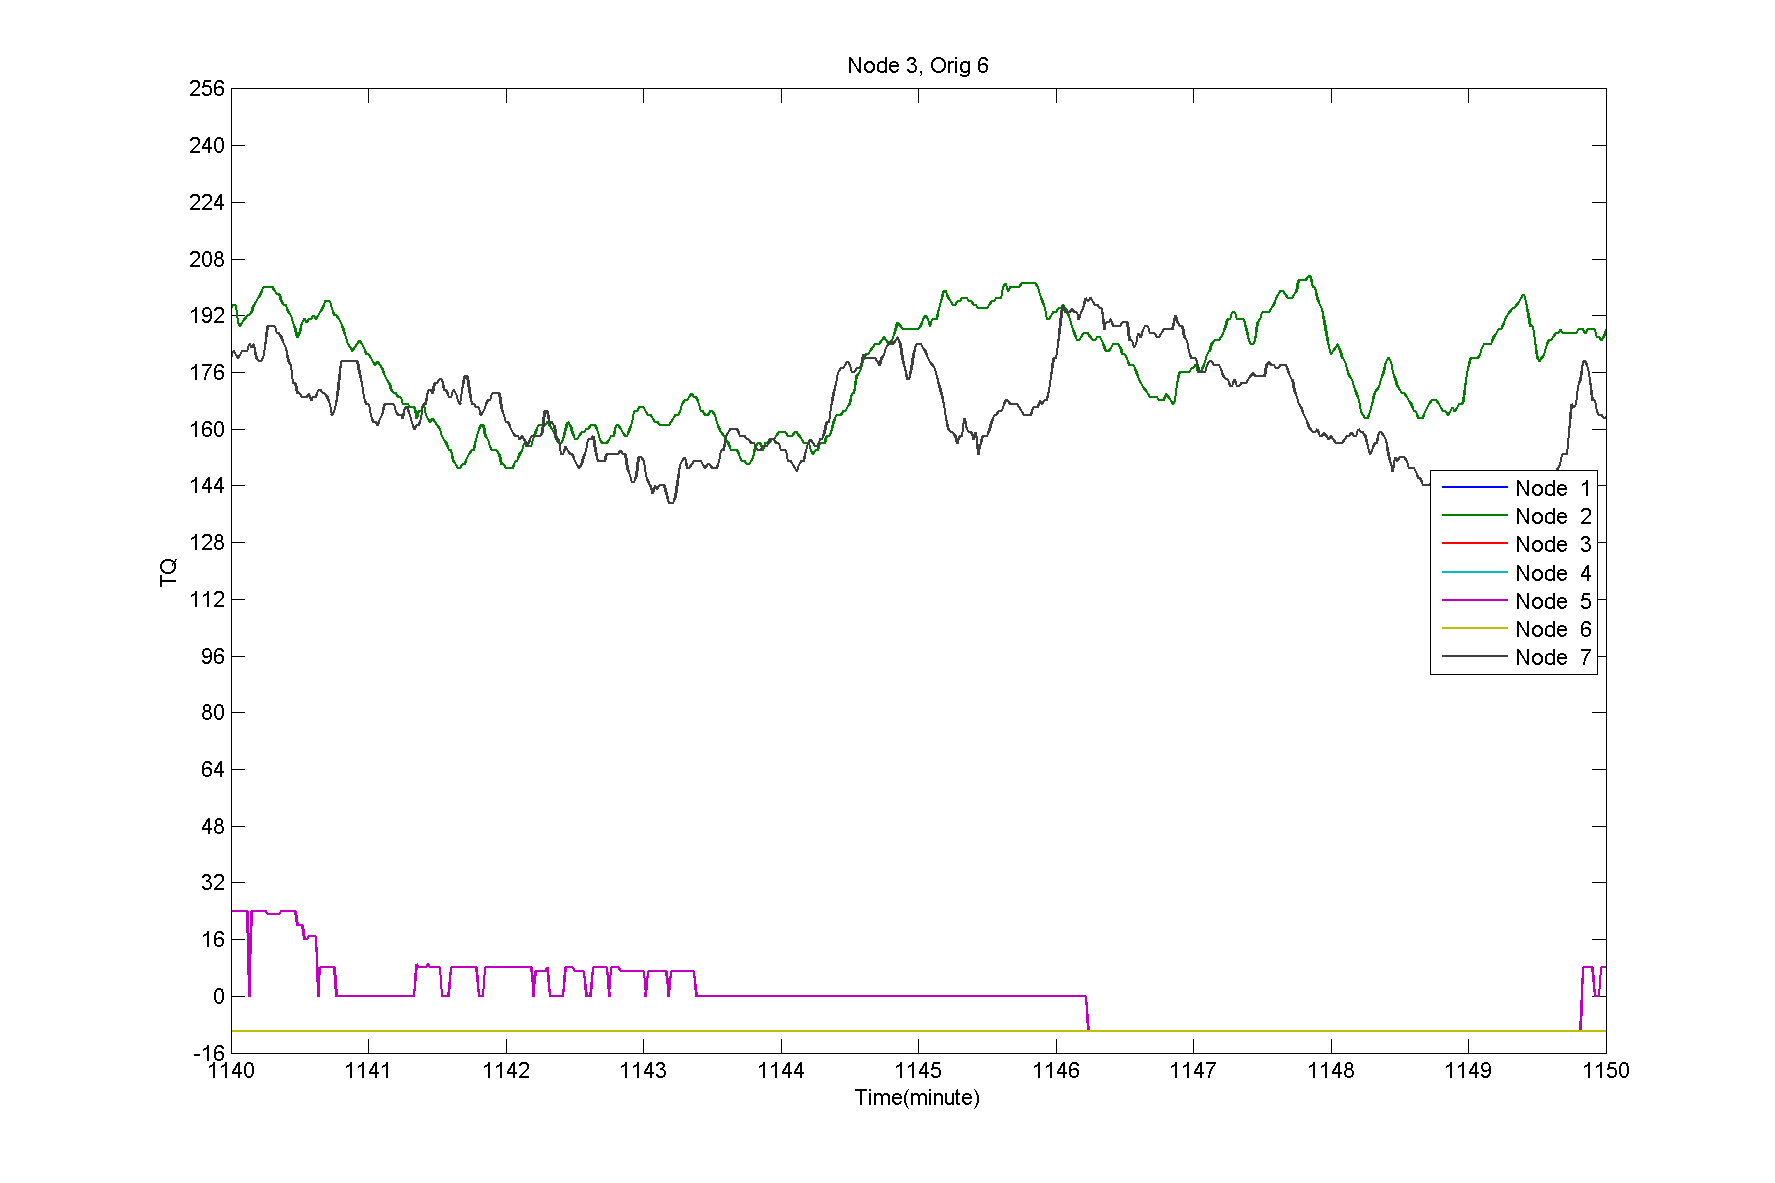 Node 3, Orig 6
256
240
224
208
192
176
160
144
128
112
96
80
64
48
32
16
0
-16
TQ
Node 1
Node 2
Node 3
Node 4
Node 5
Node 6
Node 7
1140 1141 1142 1143 1144 1145 1146 1147 1148 1149 1150
Time(minute)